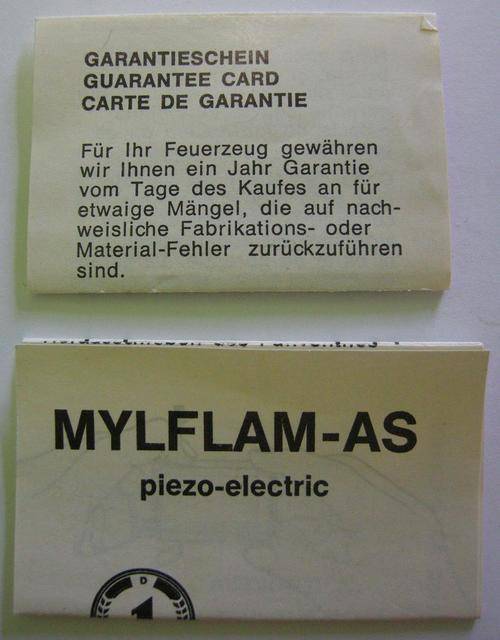 GARANTIESCHEIN
GUARANTEE CARD
CARTE DE GARANTIE
Für Ihr Feuerzeug gewähren
wir Ihnen ein Jahr Garantie
vom Tage des Kaufes an für
etwaige Mängel, die auf nach-
weisliche Fabrikations- oder
Material-Fehler zurückzuführen
sind.
MYLFLAM-AS
piezo-electric
D
1